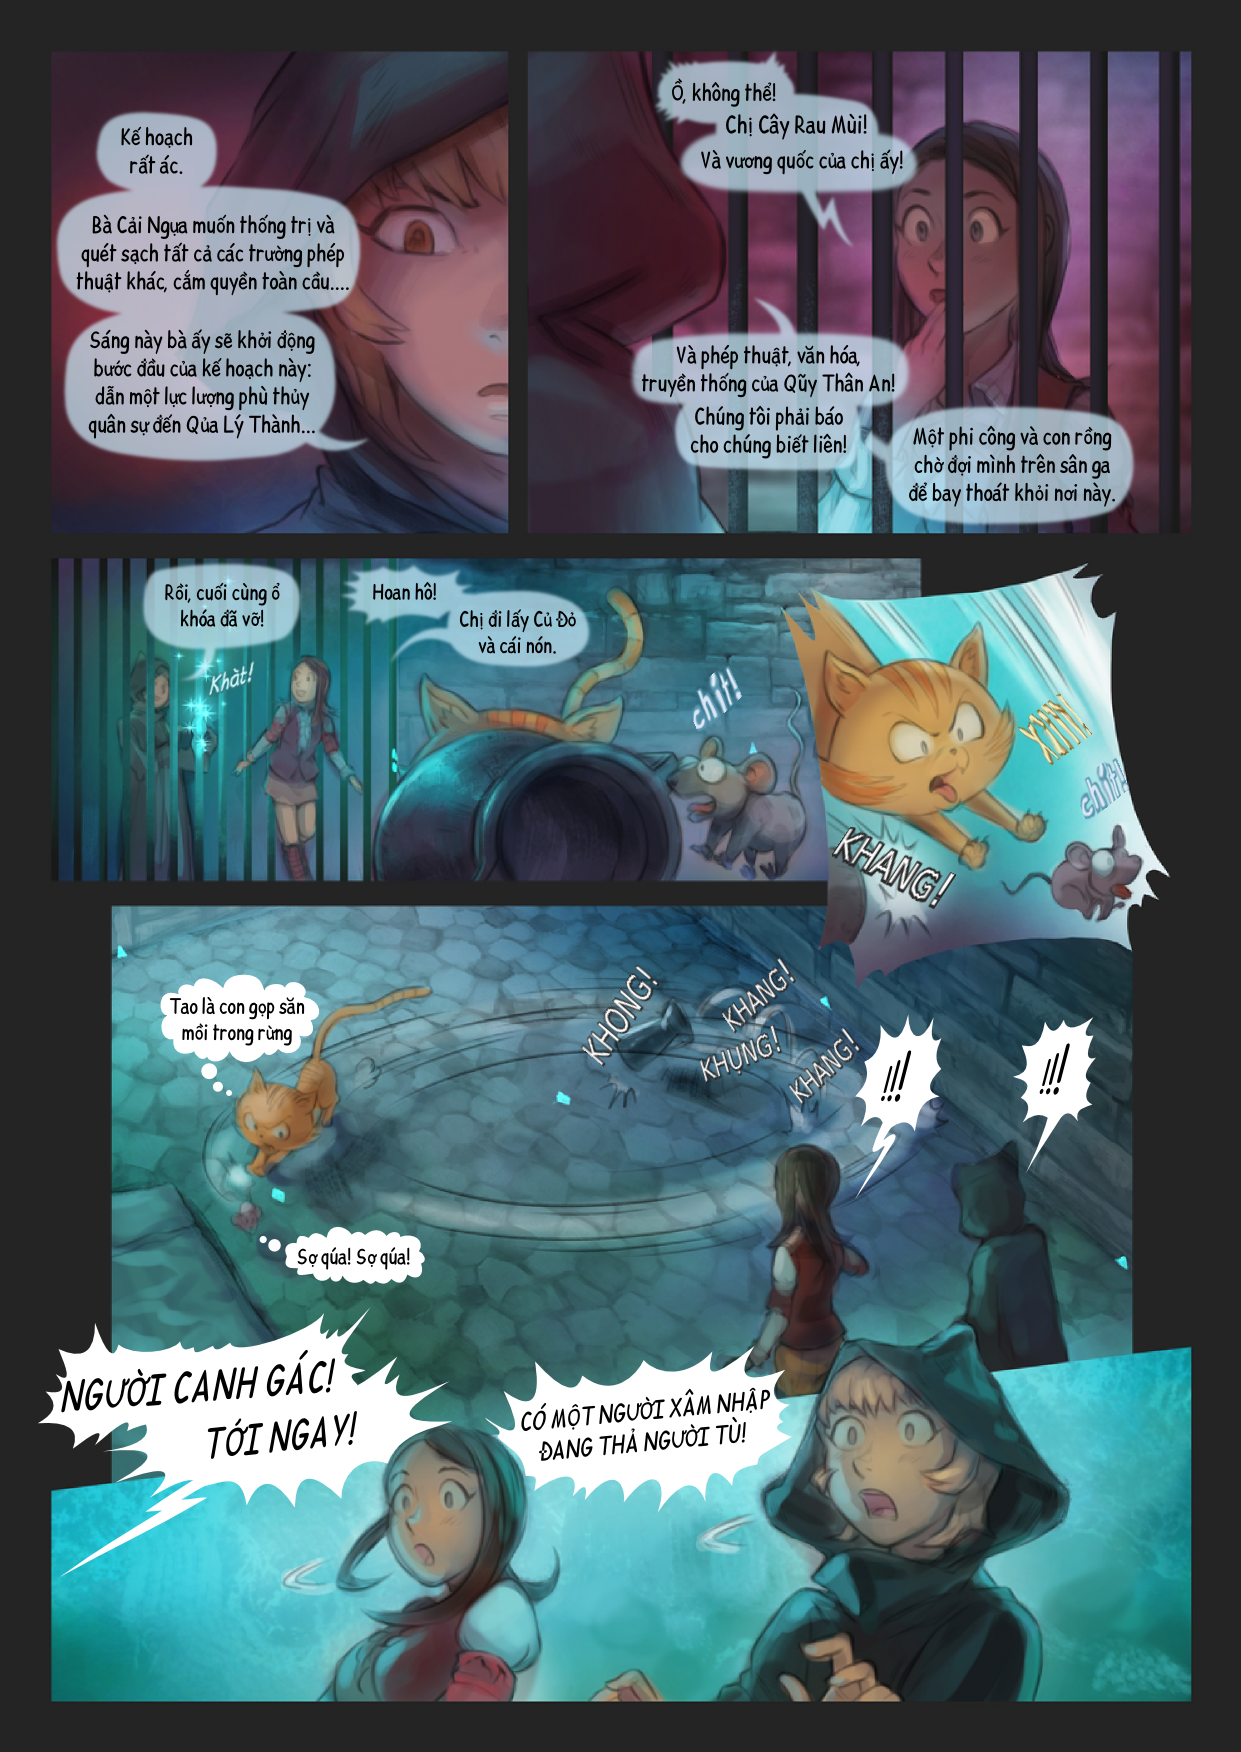 Kế hoạch
rất ác.
Bà Cải Ngựa muốn thống trị và
quét sạch tất cả các trường phép
thuật khác, cầm quyền toàn cầu....
Sáng này bà ấy sẽ khởi động
bước đầu của kế hoạch này:
dẫn một lực lượng phù thủy
quân sự đến Qủa Lý Thành...
Ồ, không thể!
Chị Cây Rau Mùi!
Và vương quốc của chị ấy!
Và phép thuật, văn hóa,
truyền thống của Qũy Thân An!
Chúng tôi phải báo
cho chúng biết liên!
Một phi công và con rồng
chờ đợi mình trên sân ga
để bay thoát khỏi nơi này.
Rồi, cuối cùng ổ
khóa đã vỡ!
Khàt!
Hoan hô!
Chị đi lấy Củ Đỏ
và cái nón.
chít!
XÌIII!
chít!
KHANG!
Tao là con gọp săn
mồi trong rừng
KHONG!
KHANG!
KHỤNG!
KHANG!
!!!
!!!
Sợ qúa! Sợ qúa!
NGƯỜI CANH GÁC!
TỚI NGAY!
CÓ MỘT NGƯỜI XÂM NHẬP
ĐANG THẢ NGƯỜI TÙ!